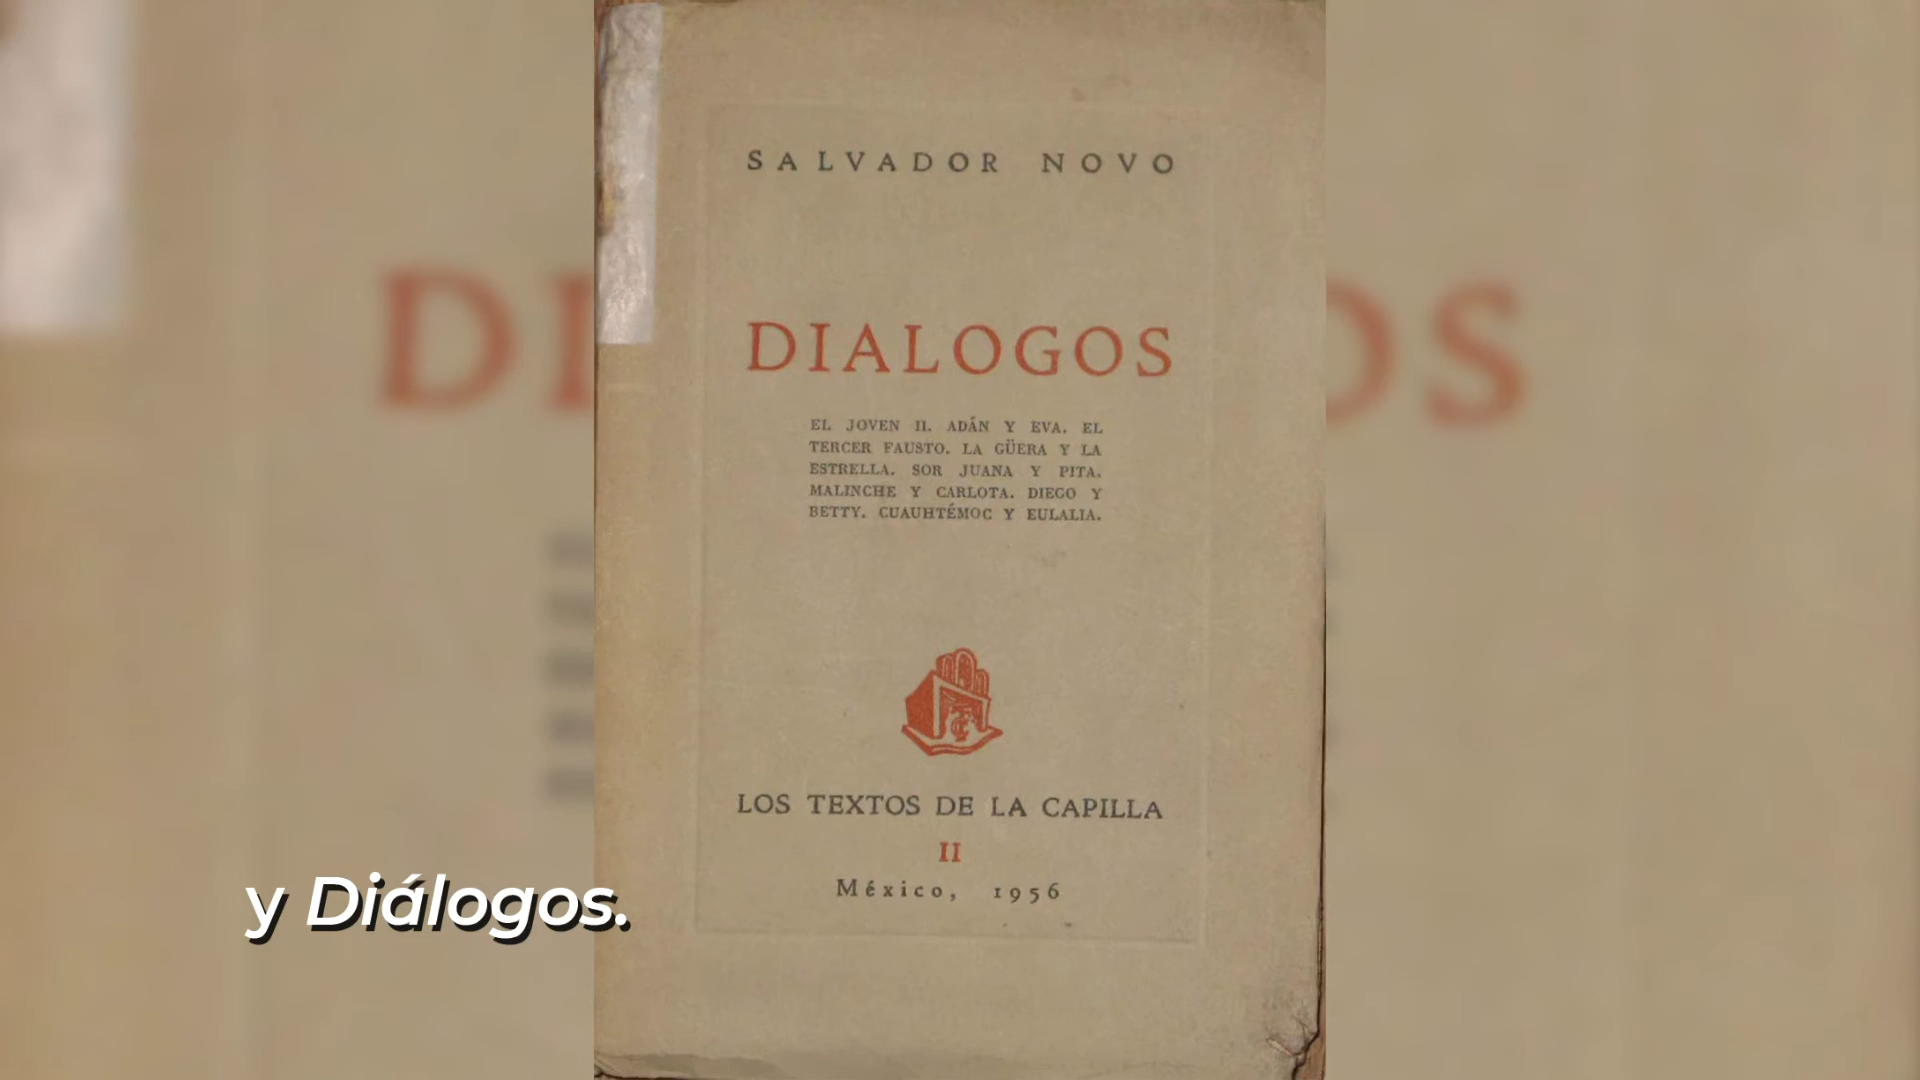 SALVADOR NOVO
DIALOGOS
EL JOVEN II. ADÁN Y EVA. EL
TERCER FAUSTO. LA GÜERA Y LA
ESTRELLA. SOR JUANA Y PITA.
MALINCHE Y CARLOTA. DIEGO Y
BETTY. CUAUHTÉMOC Y EULALIA.
LOS TEXTOS DE LA CAPILLA
II
México, 1956
y Diálogos.